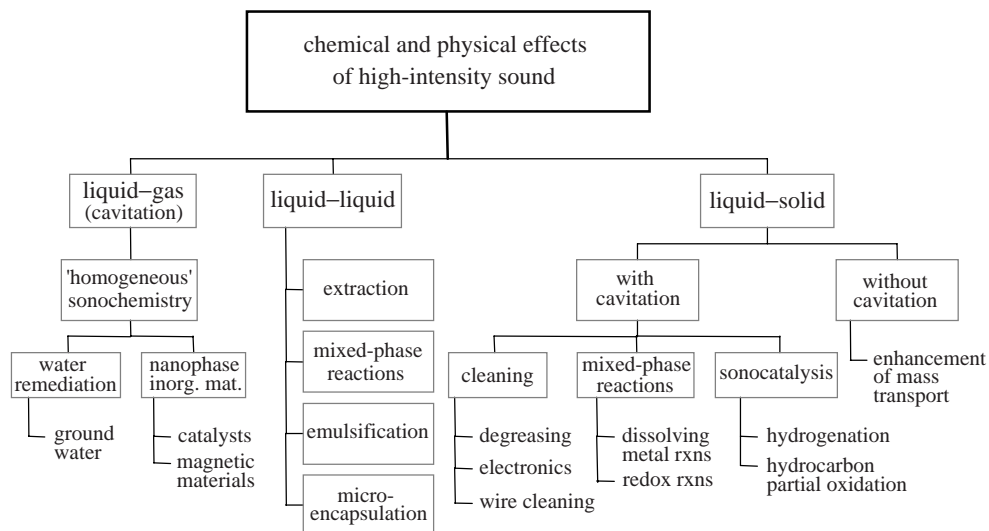 chemical and physical effects
of high-intensity sound
liquid–gas
(cavitation)
liquid–liquid
liquid–solid
'homogeneous'
sonochemistry
extraction
with
cavitation
without
cavitation
water
remediation
nanophase
inorg. mat.
mixed-phase
reactions
cleaning
mixed-phase
reactions
sonocatalysis
enhancement
of mass
transport
ground
water
catalysts
magnetic
materials
emulsification
degreasing
electronics
wire cleaning
dissolving
metal rxns
redox rxns
hydrogenation
hydrocarbon
partial oxidation
micro-
encapsulation